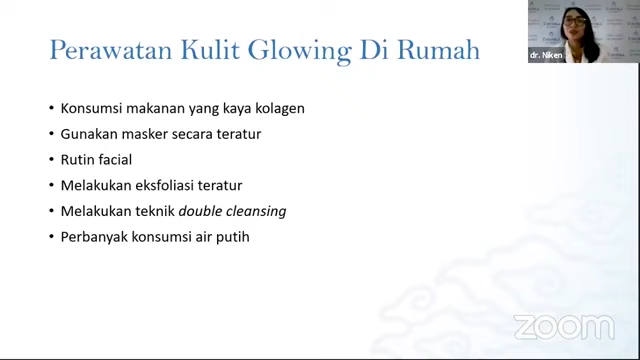 Perawatan Kulit Glowing Di Rumah
dr. Niken
• Konsumsi makanan yang kaya kolagen
• Gunakan masker secara teratur
• Rutin facial
• Melakukan eksfoliasi teratur
• Melakukan teknik double cleansing
• Perbanyak konsumsi air putih
zoom